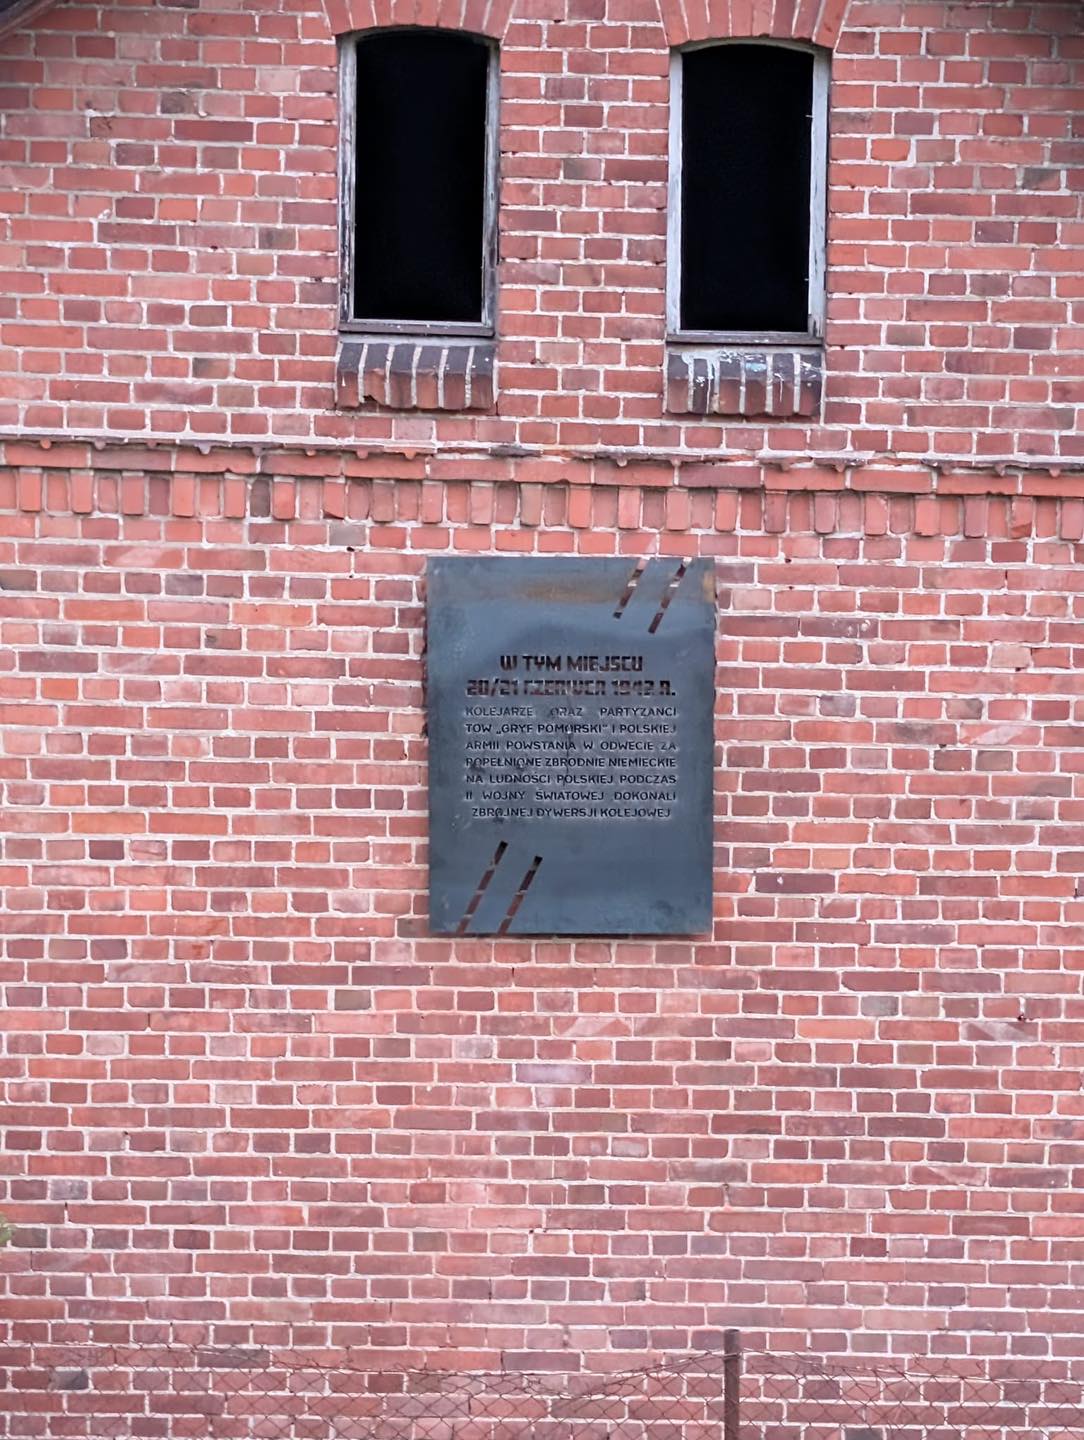 W TYM MIEJSCU
20/21 CZERWCA 1942 R.
KOLEJARZE ORAZ PARTYZANCI
TOW „GRYF POMORSKI" I POLSKIEJ
ARMII POWSTANIA W ODWECIE ZA
POPEŁNIONE ZBRODNIE NIEMIECKIE
NA LUDNOŚCI POLSKIEJ PODCZAS
II WOJNY ŚWIATOWEJ DOKONALI
ZBROJNEJ DYWERSJI KOLEJOWEJ